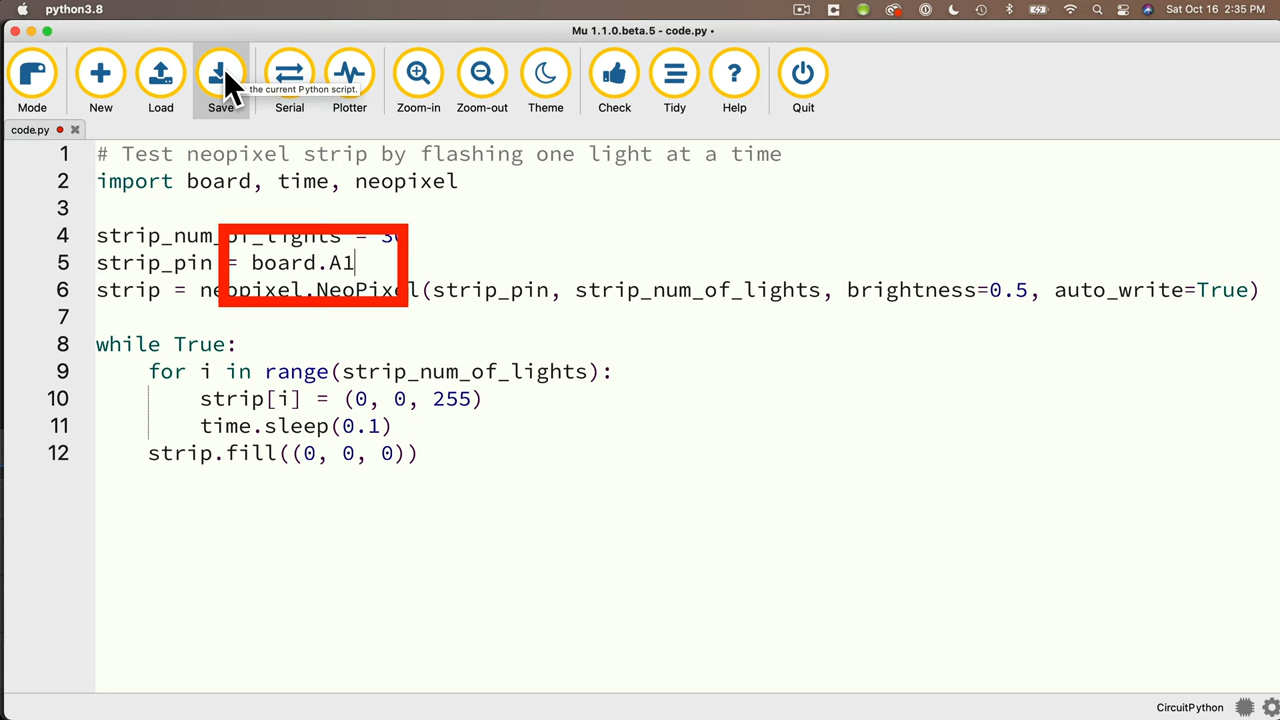 python3.8
Sat Oct 16 2:35 PM
Mu 1.1.0.beta.5 - code.py •
Mode
New
Load
Save
Serial
Plotter
Zoom-in
Zoom-out
Theme
Check
Tidy
Help
Quit
the current Python script.
code.py
1 # Test neopixel strip by flashing one light at a time
2 import board, time, neopixel
3
4 strip_num_of_lights = 30
5 strip_pin = board.A1
6 strip = neopixel.NeoPixel(strip_pin, strip_num_of_lights, brightness=0.5, auto_write=True)
7
8 while True:
9 for i in range(strip_num_of_lights):
10 strip[i] = (0, 0, 255)
11 time.sleep(0.1)
12 strip.fill((0, 0, 0))
CircuitPython